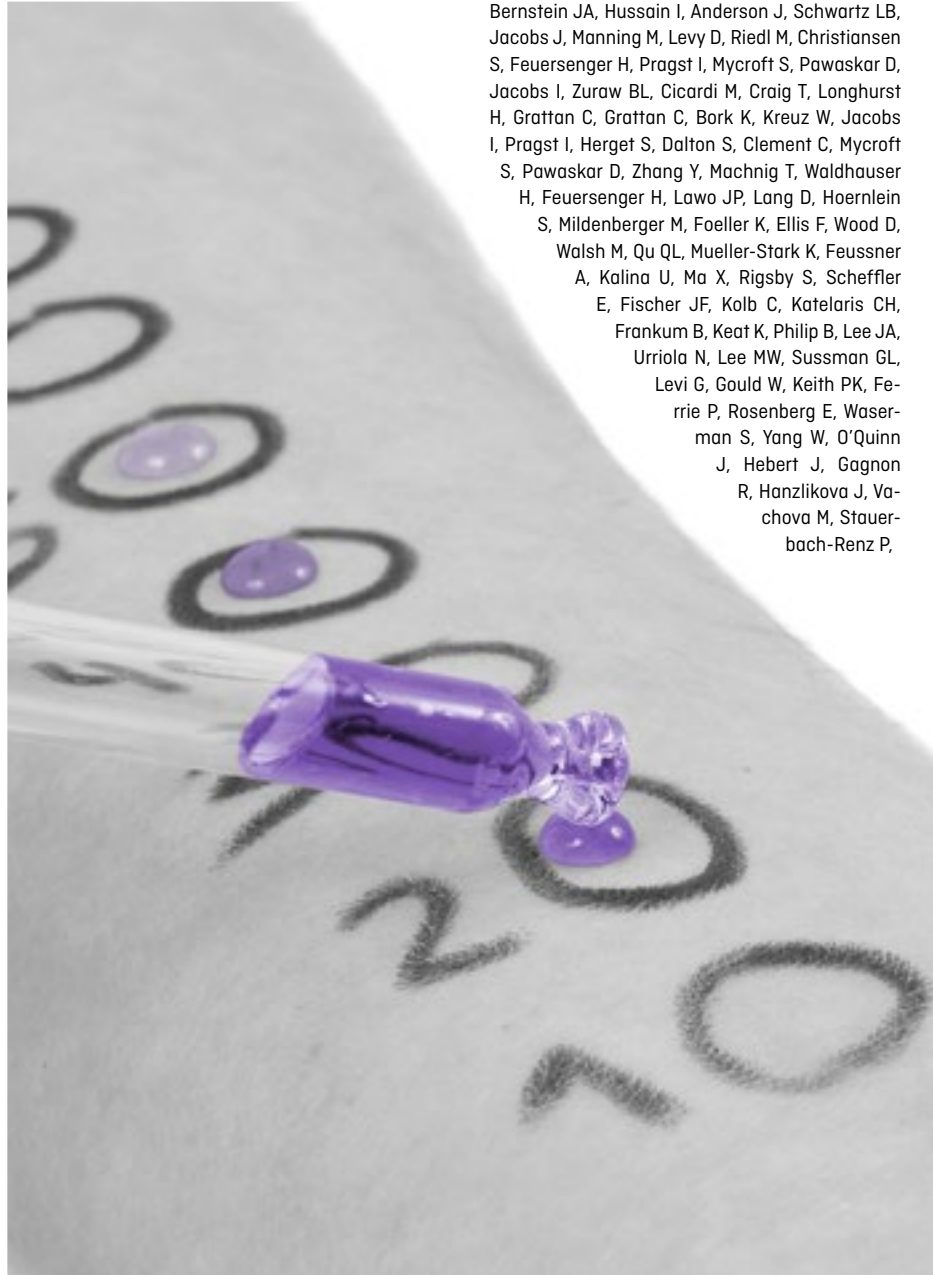 Bernstein JA, Hussain I, Anderson J, Schwartz LB,
Jacobs J, Manning M, Levy D, Riedl M, Christiansen
S, Feuersenger H, Pragst I, Mycroft S, Pawaskar D,
Jacobs I, Zuraw BL, Cicardi M, Craig T, Longhurst
H, Grattan C, Grattan C, Bork K, Kreuz W, Jacobs
I, Pragst I, Herget S, Dalton S, Clement C, Mycroft
S, Pawaskar D, Zhang Y, Machnig T, Waldhauser
H, Feuersenger H, Lawo JP, Lang D, Hoernlein
S, Mildenberger M, Foeller K, Ellis F, Wood D,
Walsh M, Qu QL, Mueller-Stark K, Feussner
A, Kalina U, Ma X, Rigsby S, Scheffler
E, Fischer JF, Kolb C, Katelaris CH,
Frankum B, Keat K, Philip B, Lee JA,
Urriola N, Lee MW, Sussman GL,
Levi G, Gould W, Keith PK, Fe-
rrie P, Rosenberg E, Waser-
man S, Yang W, O'Quinn
J, Hebert J, Gagnon
R, Hanzlikova J, Va-
chova M, Stauer-
bach-Renz P,
2
1